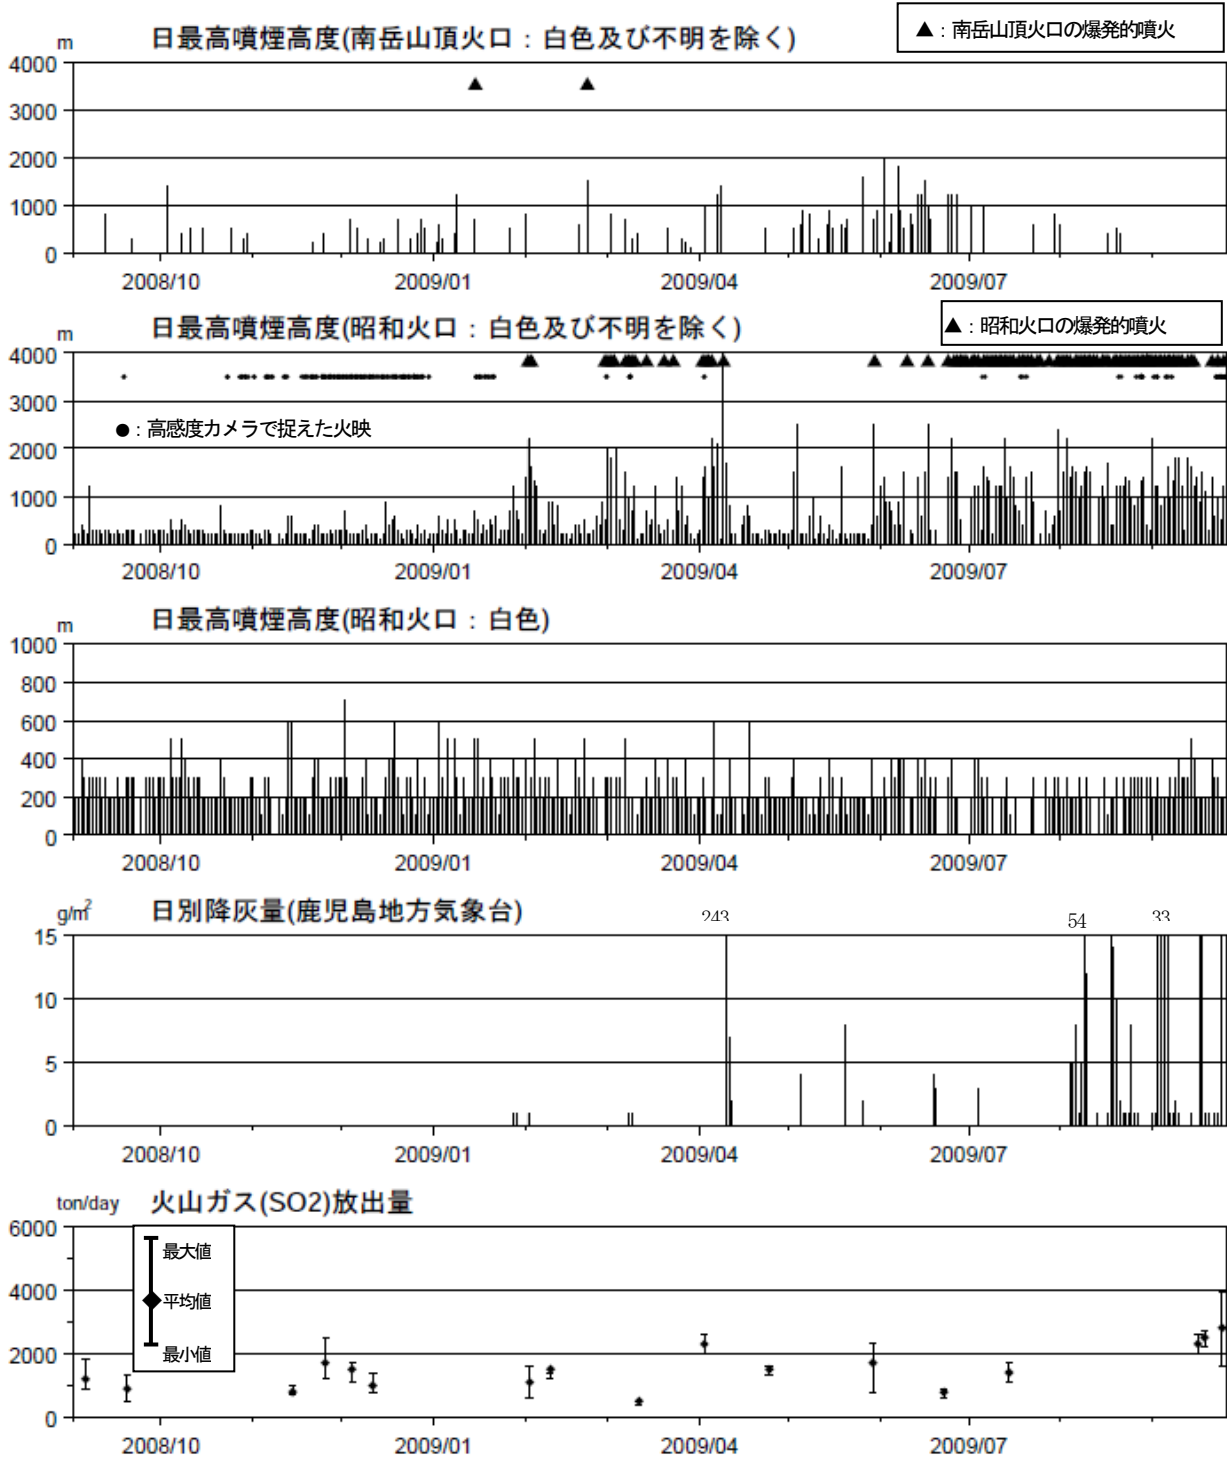 ▲：南岳山頂火口の爆発的噴火
m 日最高噴煙高度(南岳山頂火口：白色及び不明を除く)
4000
3000
2000
1000
0
2008/10 2009/01 2009/04 2009/07
▲：昭和火口の爆発的噴火
m 日最高噴煙高度(昭和火口：白色及び不明を除く)
4000
3000
●：高感度カメラで捉えた火映
2000
1000
0
2008/10 2009/01 2009/04 2009/07
m 日最高噴煙高度(昭和火口：白色)
1000
800
600
400
200
0
2008/10 2009/01 2009/04 2009/07
g/m² 日別降灰量(鹿児島地方気象台)
243 54 33
15
10
5
0
2008/10 2009/01 2009/04 2009/07
ton/day 火山ガス(SO2)放出量
6000
最大値
4000
平均値
最小値
2000
0
2008/10 2009/01 2009/04 2009/07